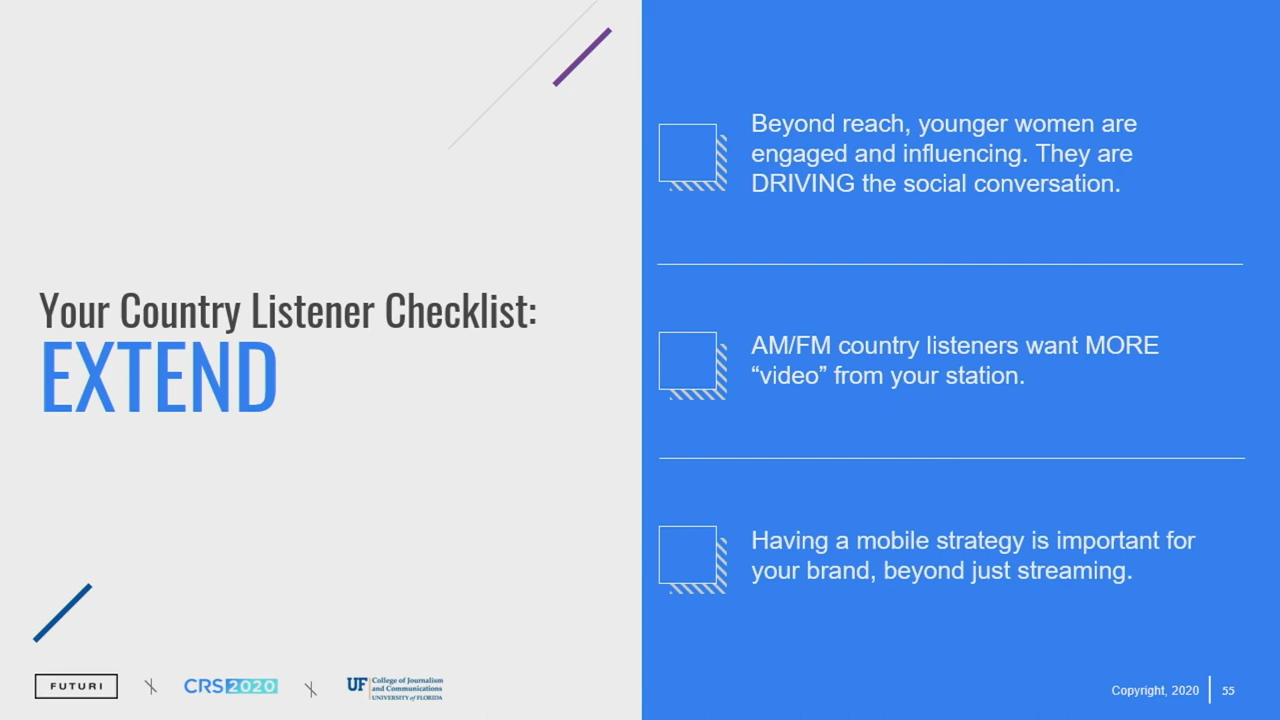 Your Country Listener Checklist:
EXTEND
Beyond reach, younger women are
engaged and influencing. They are
DRIVING the social conversation.
AM/FM country listeners want MORE
“video” from your station.
Having a mobile strategy is important for
your brand, beyond just streaming.
FUTURI
CRS2020
UF College of Journalism
and Communications
UNIVERSITY of FLORIDA
Copyright, 2020
55